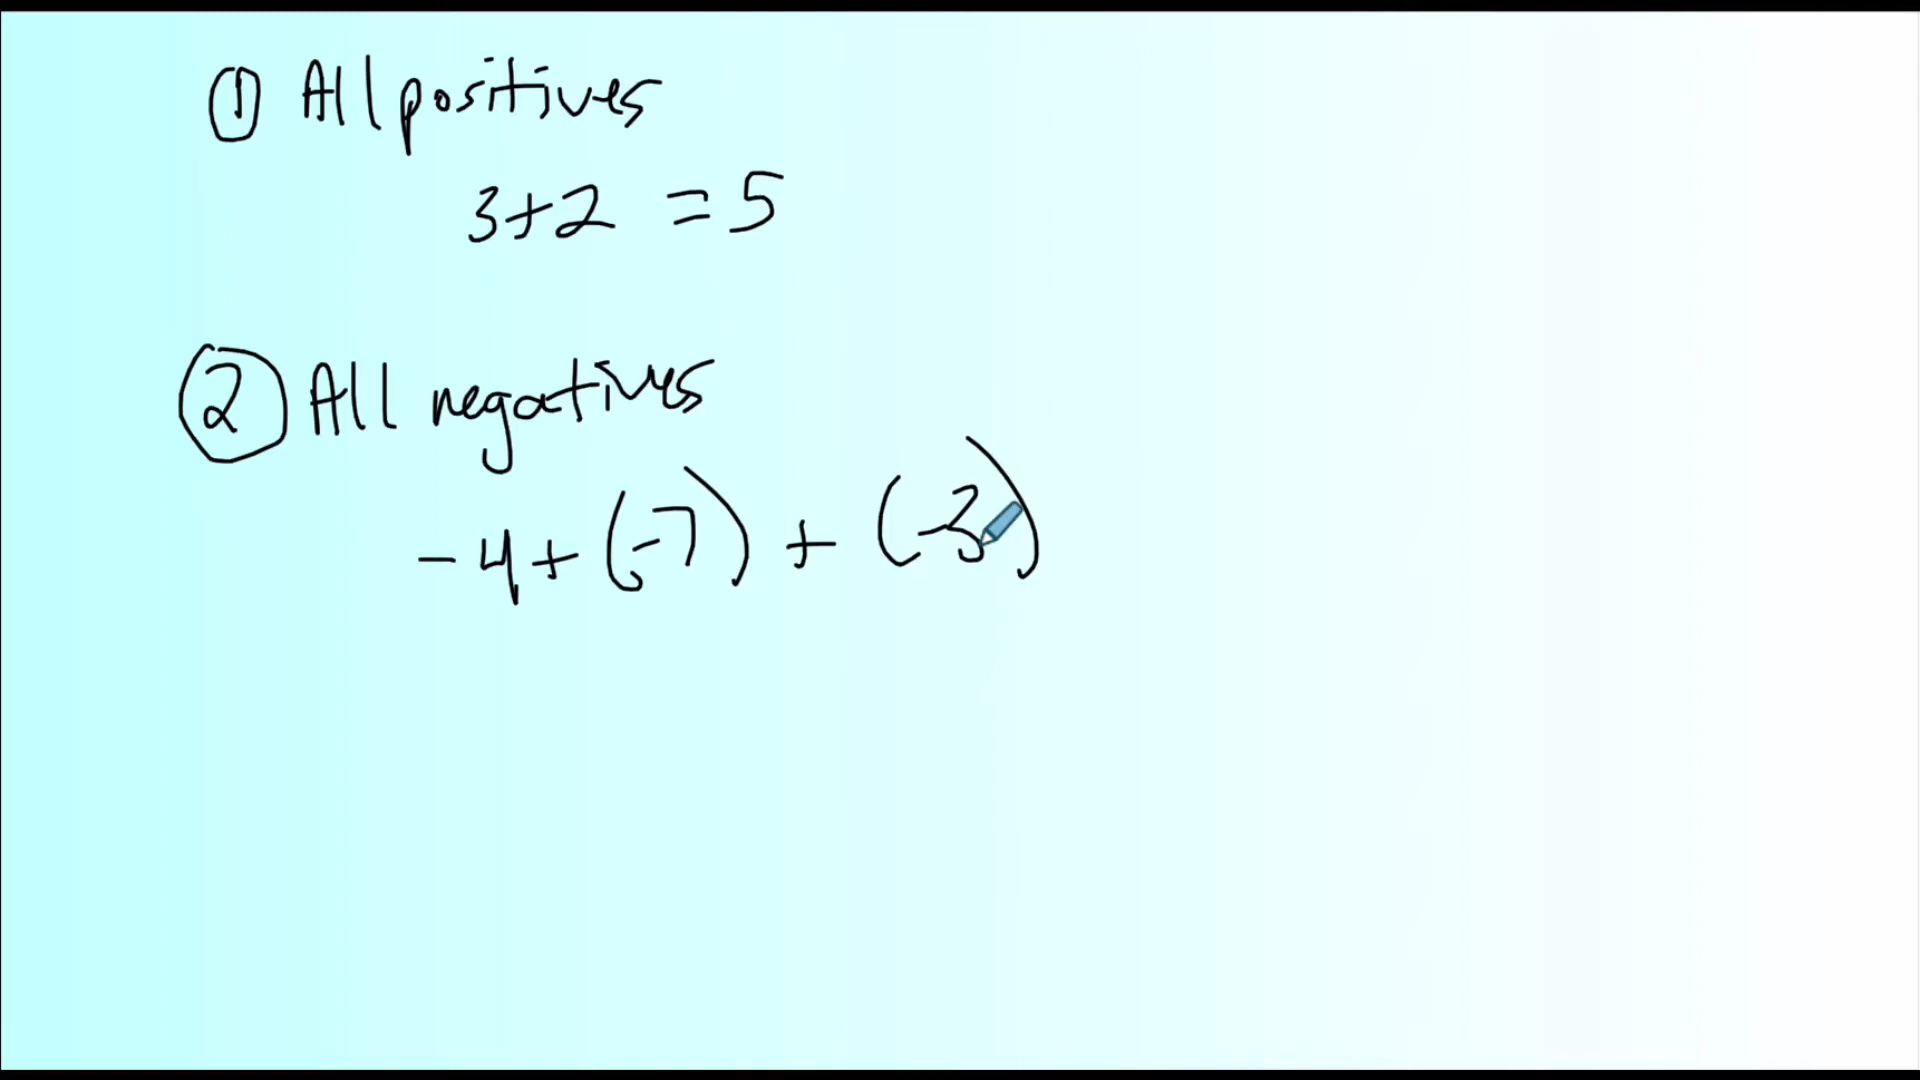 ① All positives
3+2 = 5
② All negatives
-4+(-7) + (-3)